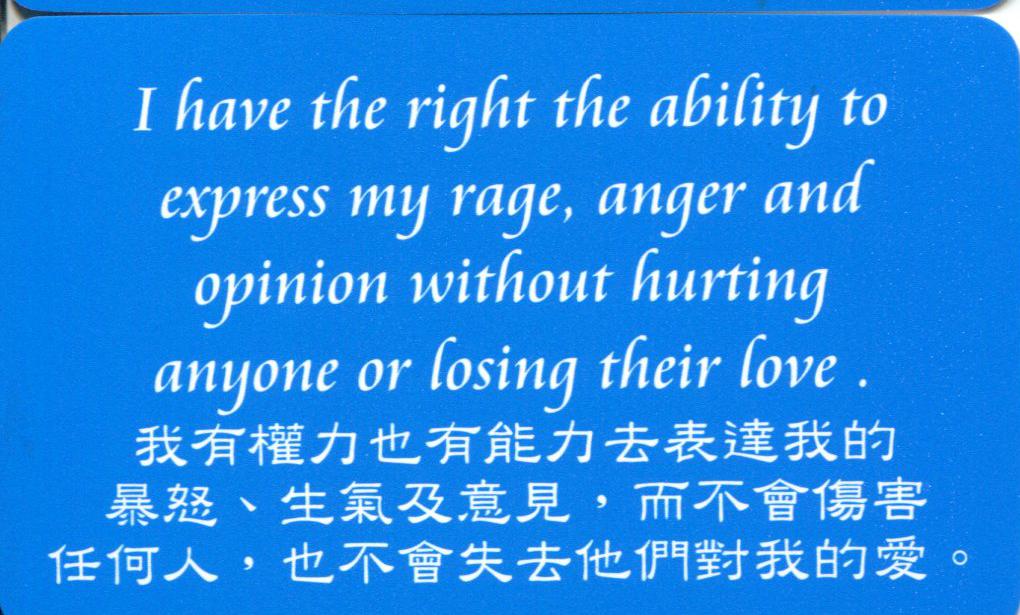 I have the right the ability to
express my rage, anger and
opinion without hurting
anyone or losing their love .
我有權力也有能力去表達我的
暴怒、生氣及意見，而不會傷害
任何人，也不會失去他們對我的愛。